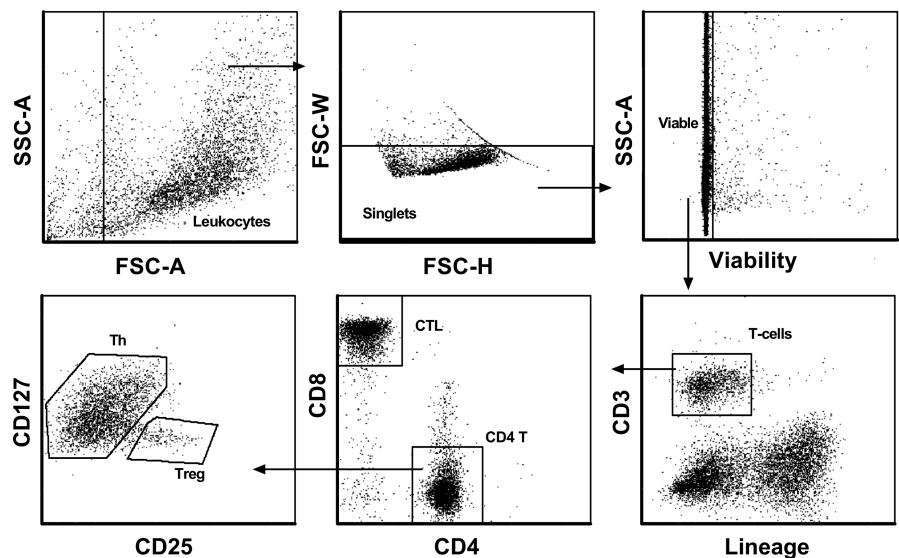 SSC-A
Leukocytes
FSC-A
FSC-W
Singlets
FSC-H
SSC-A
Viable
Viability
CD127
Th
Treg
CD25
CD8
CTL
CD4 T
CD4
CD3
T-cells
Lineage